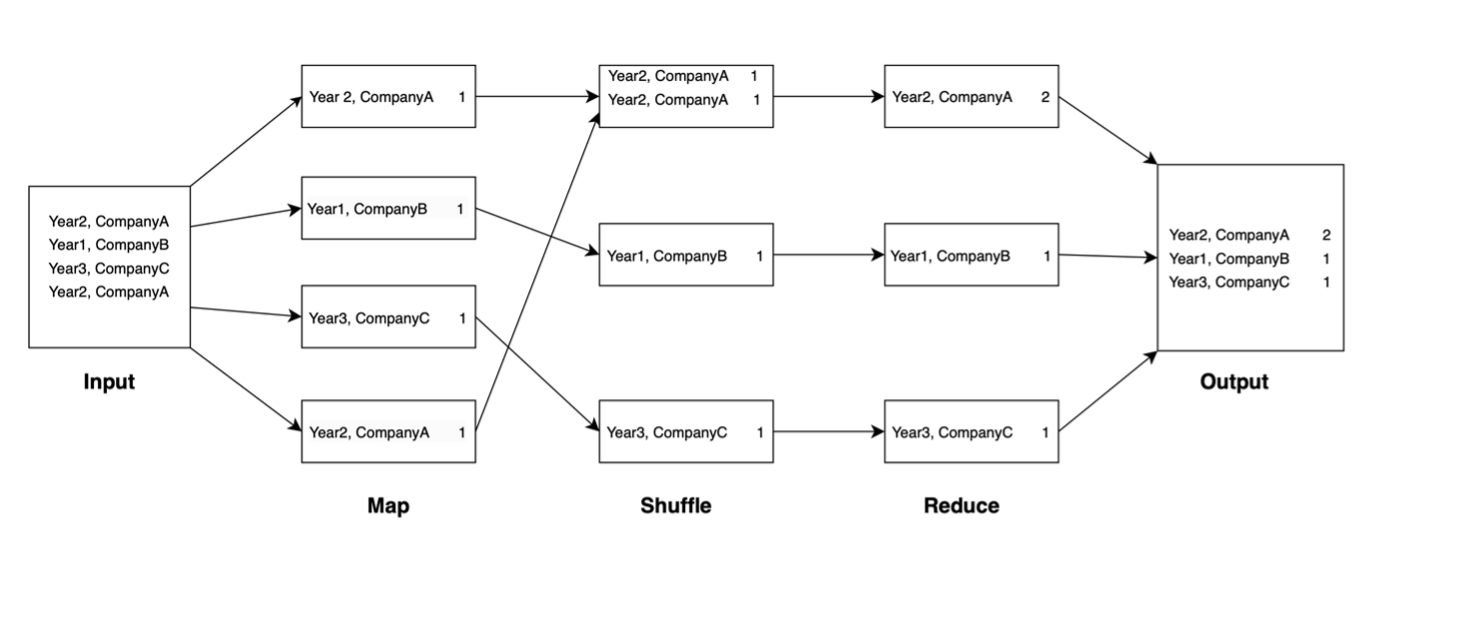 Year2, CompanyA
Year1, CompanyB
Year3, CompanyC
Year2, CompanyA
Input
Year 2, CompanyA 1
Year1, CompanyB 1
Year3, CompanyC 1
Year2, CompanyA 1
Map
Year2, CompanyA 1
Year2, CompanyA 1
Year1, CompanyB 1
Year3, CompanyC 1
Shuffle
Year2, CompanyA 2
Year1, CompanyB 1
Year3, CompanyC 1
Reduce
Year2, CompanyA 2
Year1, CompanyB 1
Year3, CompanyC 1
Output